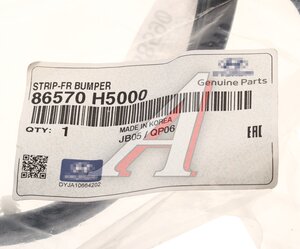 Genuine Parts
STRIP-FR BUMPER
86570 H5000
QTY: 1
MADE IN KOREA
JB05 / QP06
EAC
DYJA10664202